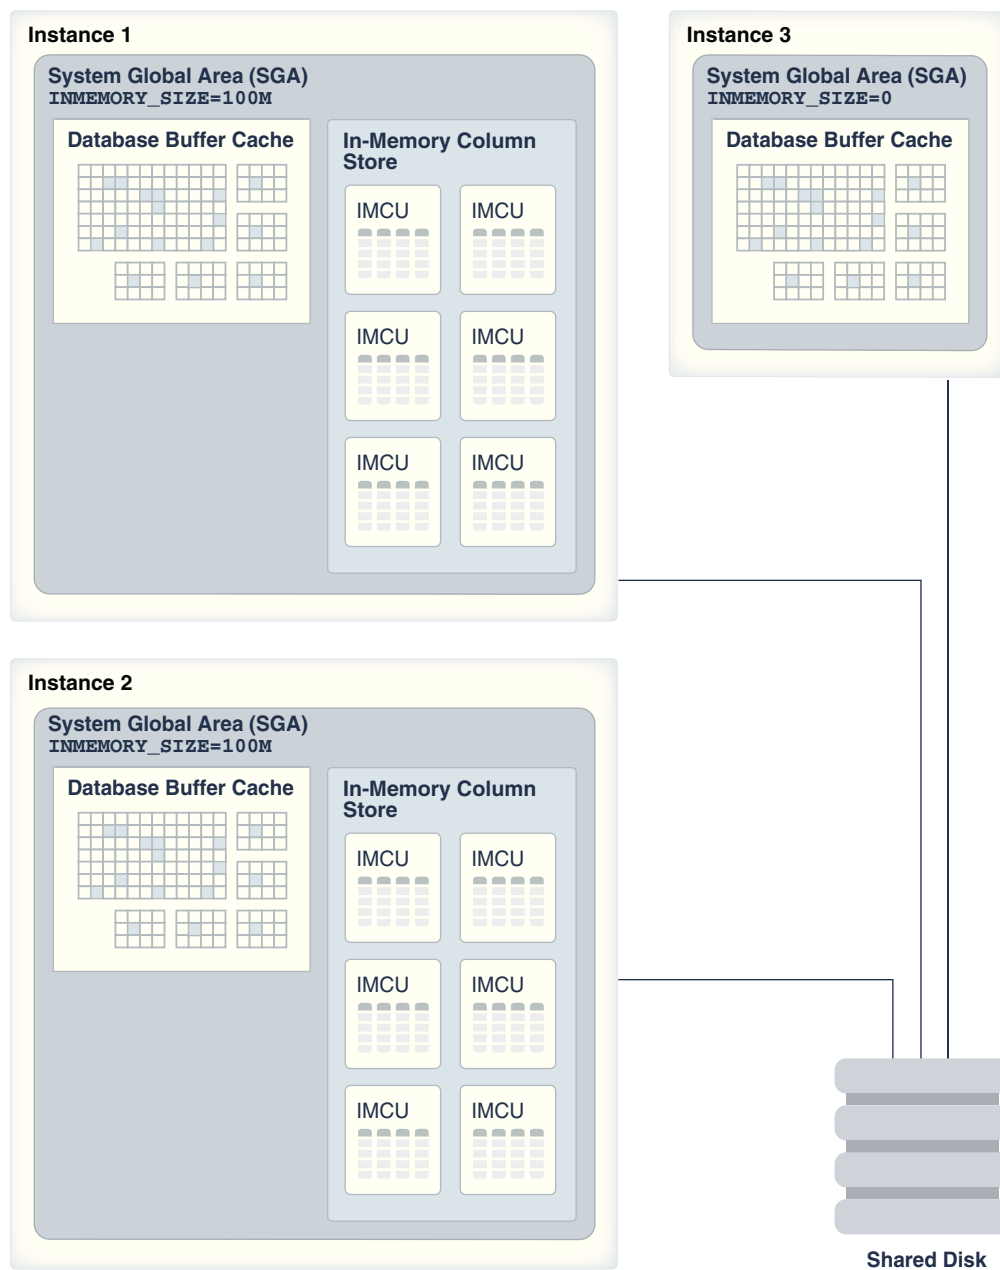 Instance 1
System Global Area (SGA)
INMEMORY_SIZE=100M
Database Buffer Cache
In-Memory Column
Store
IMCU
IMCU
IMCU
IMCU
IMCU
IMCU
Instance 3
System Global Area (SGA)
INMEMORY_SIZE=0
Database Buffer Cache
Instance 2
System Global Area (SGA)
INMEMORY_SIZE=100M
Database Buffer Cache
In-Memory Column
Store
IMCU
IMCU
IMCU
IMCU
IMCU
IMCU
Shared Disk